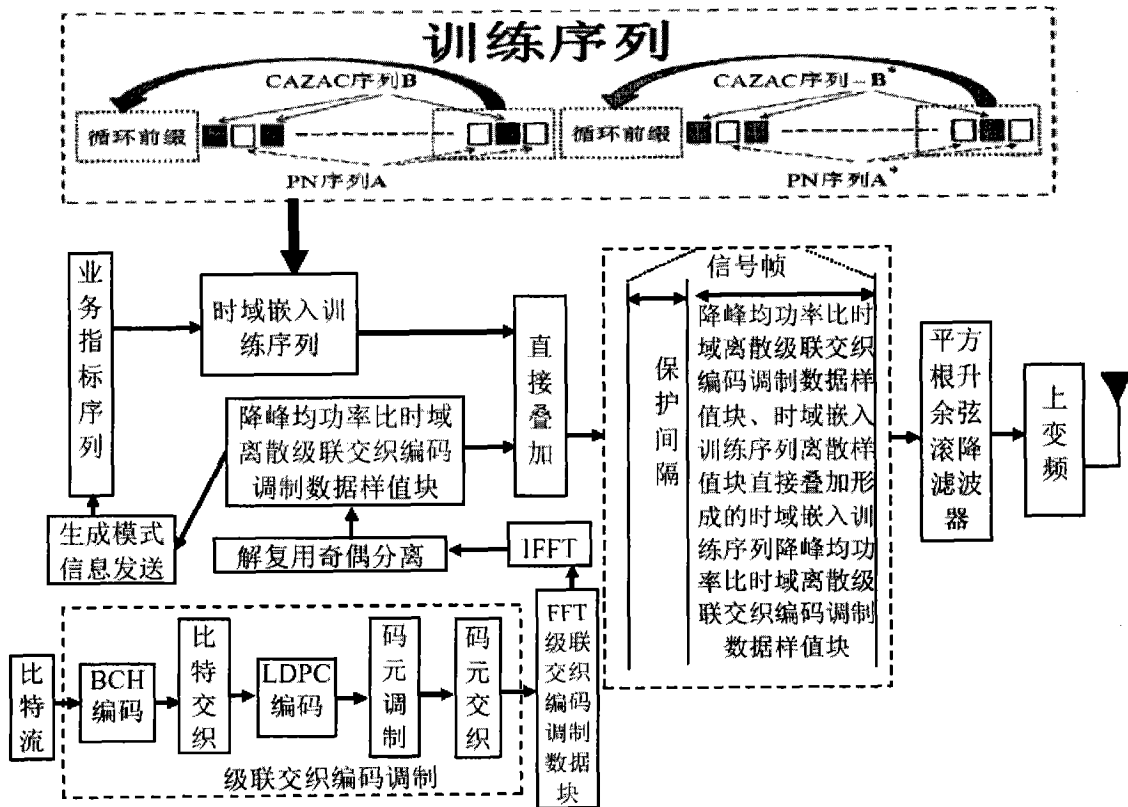 训练序列
CAZAC序列B
CAZAC序列-B*
循环前缀
循环前缀
PN序列A
PN序列A*
业务指标序列
时域嵌入训
练序列
直接叠加
降峰均功率比时域
离散级联交织编码
调制数据样值块
生成模式
信息发送
解复用奇偶分离
IFFT
信号帧
保护间隔
降峰均功率比时
域离散级联交织
编码调制数据样
值块、时域嵌入
训练序列离散样
值块直接叠加形
成的时域嵌入训
练序列降峰均功
率比时域离散级
联交织编码调制
数据样值块
平方
根升
余弦
滚降
滤波
器
上变频
比特流
BCH
编码
比特交织
LDPC
编码
码元调制
码元交织
FFT
级联
交织
编码
调制
数据
块
级联交织编码调制